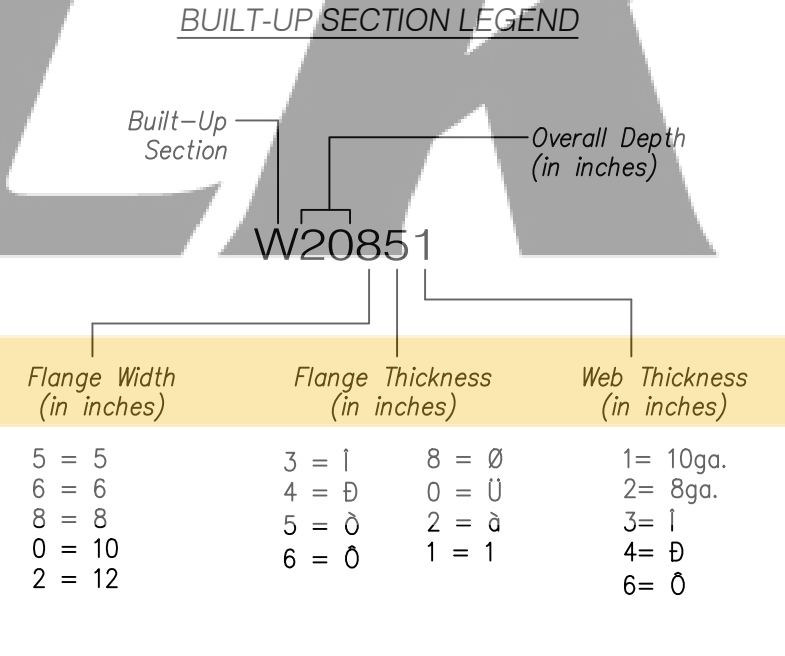 BUILT-UP SECTION LEGEND
Built-Up
Section
Overall Depth
(in inches)
W20851
Flange Width
(in inches)
5 = 5
6 = 6
8 = 8
0 = 10
2 = 12
Flange Thickness
(in inches)
3 = Î
4 = Ð
5 = Ò
6 = Ô
8 = Ø
0 = Ü
2 = à
1 = 1
Web Thickness
(in inches)
1= 10ga.
2= 8ga.
3= Î
4= Ð
6= Ô